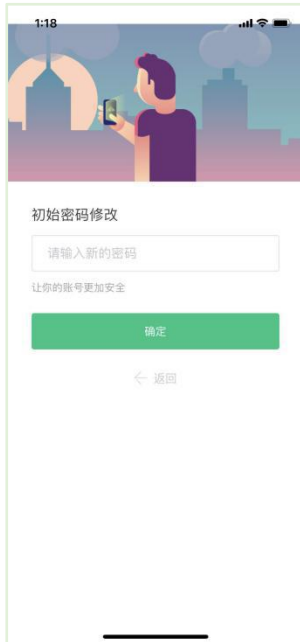 1:18
初始密码修改
请输入新的密码
让你的账号更加安全
确定
← 返回